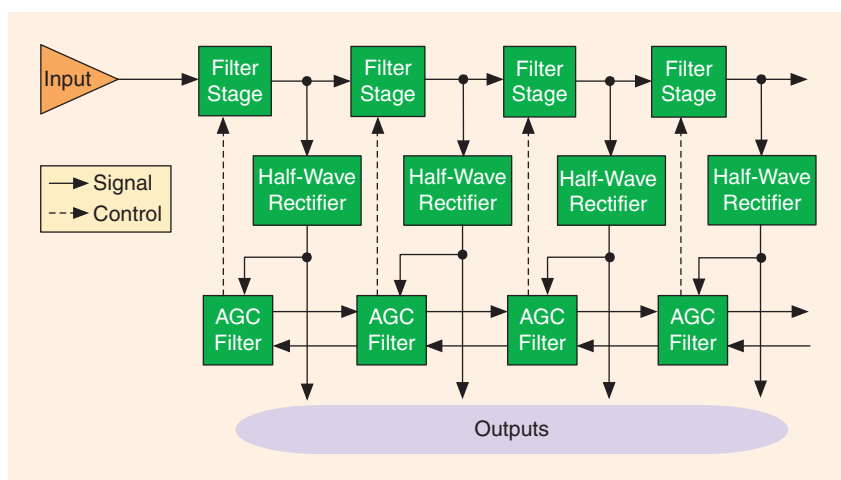 Input
Filter
Stage
Filter
Stage
Filter
Stage
Filter
Stage
Signal
Control
Half-Wave
Rectifier
Half-Wave
Rectifier
Half-Wave
Rectifier
Half-Wave
Rectifier
AGC
Filter
AGC
Filter
AGC
Filter
AGC
Filter
Outputs